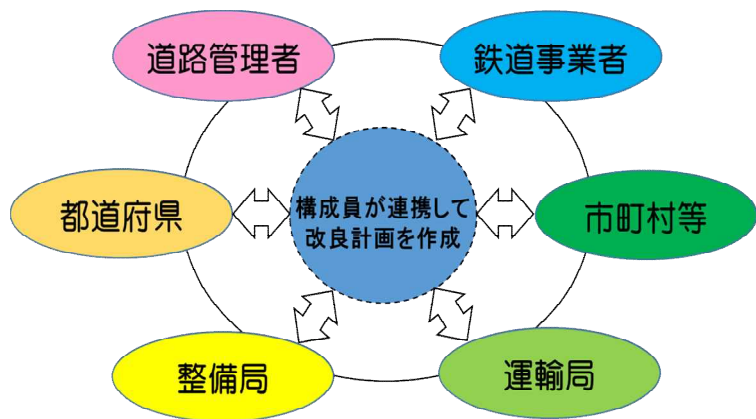 道路管理者
鉄道事業者
都道府県
構成員が連携して
改良計画を作成
市町村等
整備局
運輸局